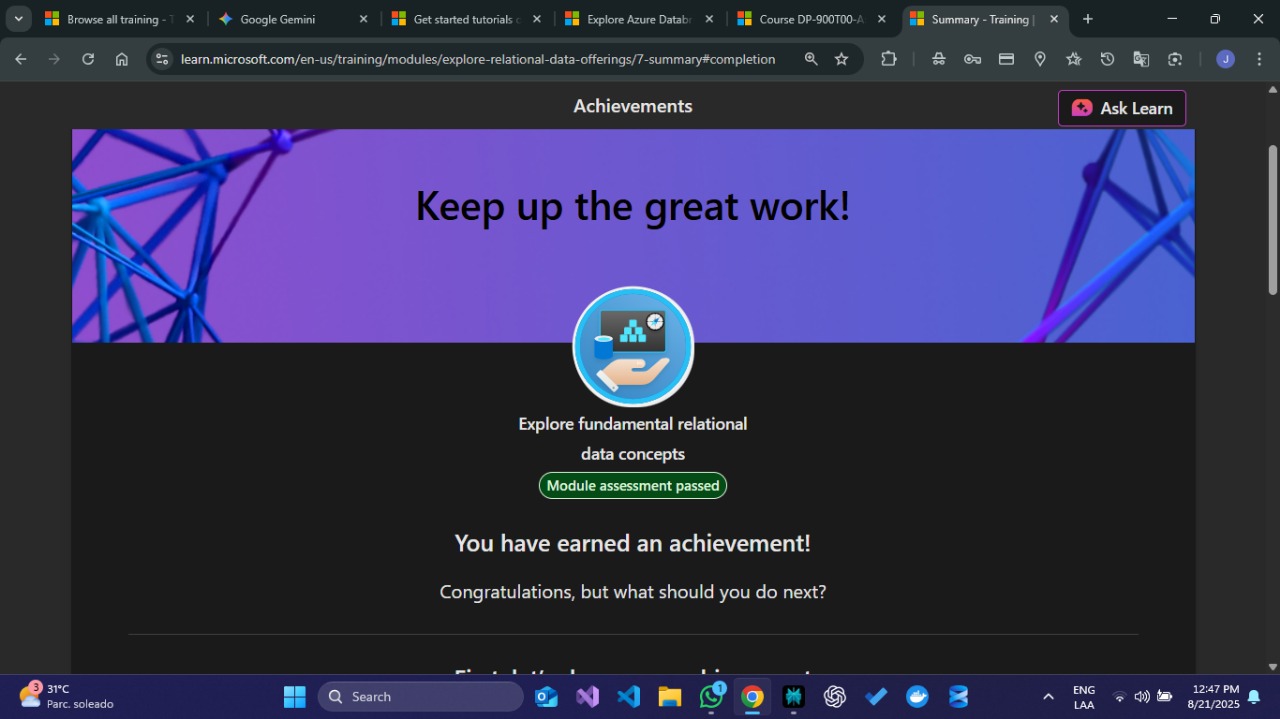 Browse all training - T
Google Gemini
Get started tutorials o
Explore Azure Databr
Course DP-900T00-A
Summary - Training |
learn.microsoft.com/en-us/training/modules/explore-relational-data-offerings/7-summary#completion
J
Achievements
Ask Learn
Keep up the great work!
Explore fundamental relational
data concepts
Module assessment passed
You have earned an achievement!
Congratulations, but what should you do next?
3
31°C
Parc. soleado
Search
1
ENG
LAA
12:47 PM
8/21/2025